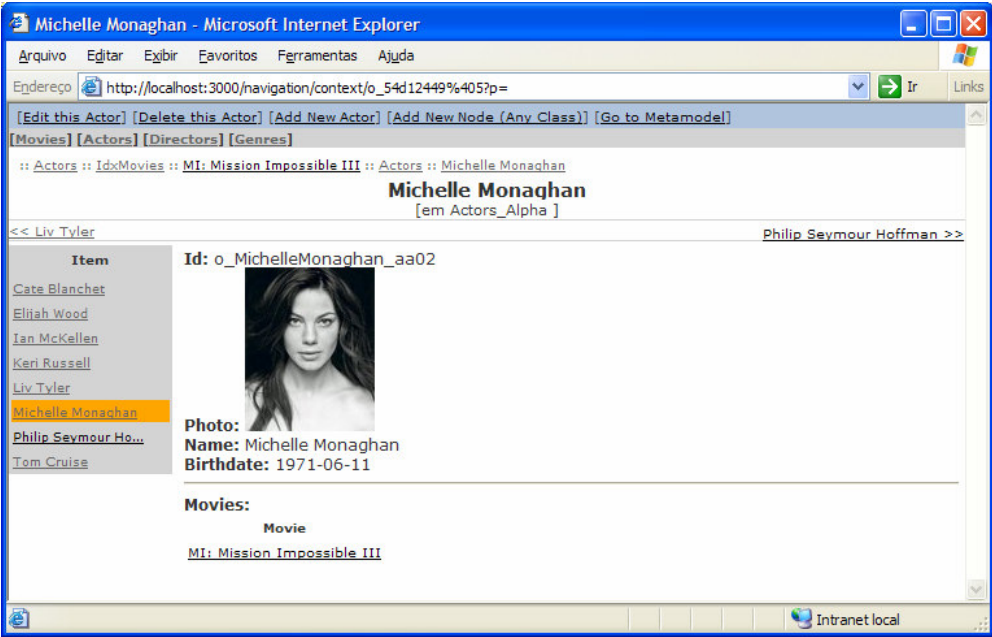 Michelle Monaghan - Microsoft Internet Explorer
Arquivo Editar Exibir Favoritos Ferramentas Ajuda
Endereço http://localhost:3000/navigation/context/o_54d12449%405?p= Ir Links
[Edit this Actor] [Delete this Actor] [Add New Actor] [Add New Node (Any Class)] [Go to Metamodel]
[Movies] [Actors] [Directors] [Genres]
:: Actors :: IdxMovies :: MI: Mission Impossible III :: Actors :: Michelle Monaghan
Michelle Monaghan
[em Actors_Alpha ]
<< Liv Tyler
Philip Seymour Hoffman >>
Item
Cate Blanchet
Elijah Wood
Ian McKellen
Keri Russell
Liv Tyler
Michelle Monaghan
Philip Seymour Ho...
Tom Cruise
Id: o_MichelleMonaghan_aa02
Photo:
Name: Michelle Monaghan
Birthdate: 1971-06-11
Movies:
Movie
MI: Mission Impossible III
Intranet local